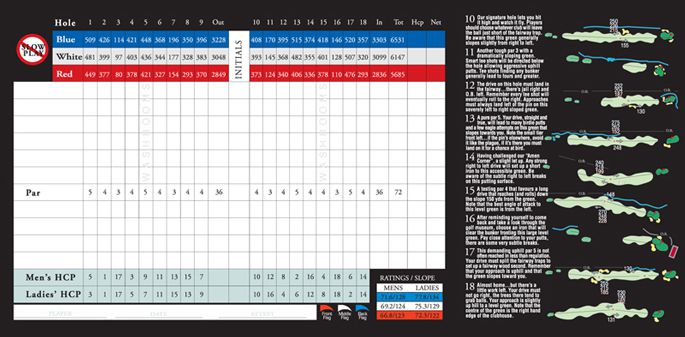 Hole 1 2 3 4 5 6 7 8 9 Out INITIALS 10 11 12 13 14 15 16 17 18 In Tot Hcp Net
SLOW PLAY
Blue 509 426 114 421 448 368 196 350 396 3228 408 170 395 515 374 418 146 520 357 3303 6531
White 481 399 97 403 436 344 177 328 383 3048 393 145 368 482 355 401 128 507 320 3099 6147
Red 449 377 80 378 421 327 154 293 370 2849 373 124 340 406 336 378 110 476 293 2836 5685
WASHROOMS WASHROOMS
Par 5 4 3 4 5 4 3 4 4 36 4 3 4 5 4 4 3 5 4 36 72
Men's HCP 5 1 17 3 9 11 13 15 7 10 12 8 2 16 4 18 6 14
Ladies' HCP 3 1 17 5 7 11 15 13 9 10 16 8 2 12 4 18 6 14
RATINGS / SLOPE
MENS LADIES
71.6/128 77.8/134
69.2/124 75.3/129
66.8/123 72.3/122
PLAYER DATE ATTEST
Front Flag Middle Flag Back Flag
10 Our signature hole lets you hit
it high and watch it fly. Players
should choose whatever club will leave
the ball just short of the fairway trap.
Be aware that this green generally
slopes slightly from right to left.
11 Another tough par 3 with a
dramatically sloping green.
Smart tee shots will be directed below
the hole allowing aggressive uphill
putts. Tee shots finding any bunker
generally lead to fours and greater.
12 The drive on this hole must land in
the fairway... there's jail right and
O.B. left. Remember every tee shot will
eventually roll to the right. Approaches
must always land left of the pin on this
severely left to right sloped green.
13 A pure par 5. Your drive, straight and
true, will lead to many birdie putts
and a few eagle attempts on this green that
slopes towards you. Note the small tier
front left...if the pin's elsewhere, avoid
it like the plague, if it's there you must
land on it for a chance at bird.
14 Having challenged our "Amen
Corner", a slight let up. Any strong
right to left drive will set up a short
iron to this accessible green. Be
aware of the subtle right to left breaks
on this putting surface.
15 A testing par 4 that favours a long
drive that reaches (and rolls) down
the slope 150 yds from the green.
Note that the best angle of attack to
this level green is from the left.
16 After reminding yourself to come
back and take a look through the
golf museum, choose an iron that will
clear the bunker fronting this large level
green. Pay close attention to your putts,
there are some very subtle breaks.
17 This demanding uphill par 5 is not
often reached in less than regulation.
Your drive must split the fairway traps to
set up a fairway wood second. Remember
that your approach is uphill and that
the green slopes toward you.
18 Almost home... but there's a
little work left. Your drive must
not go right, the trees there tend to
grab balls. Your approach is slightly
up hill to a level green. Note that the
centre of the green is the right hand
edge of the clubhouse.
155
130
O.B.